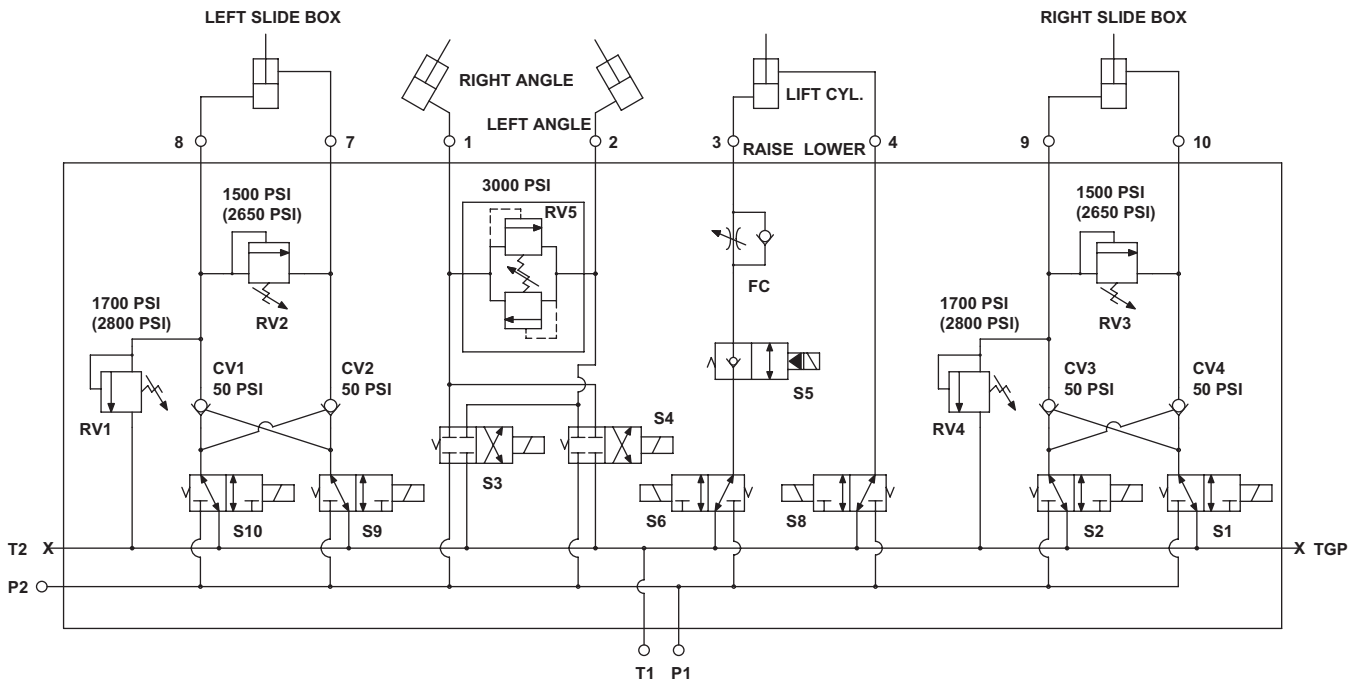 LEFT SLIDE BOX
RIGHT SLIDE BOX
RIGHT ANGLE
LIFT CYL.
LEFT ANGLE
8
7
1
2
3
RAISE LOWER
4
9
10
3000 PSI
RV5
1500 PSI
(2650 PSI)
RV2
1500 PSI
(2650 PSI)
RV3
FC
1700 PSI
(2800 PSI)
RV1
1700 PSI
(2800 PSI)
RV4
CV1
50 PSI
CV2
50 PSI
CV3
50 PSI
CV4
50 PSI
S5
S4
S3
S10
S9
S6
S8
S2
S1
T2
X
X
TGP
P2
T1
P1